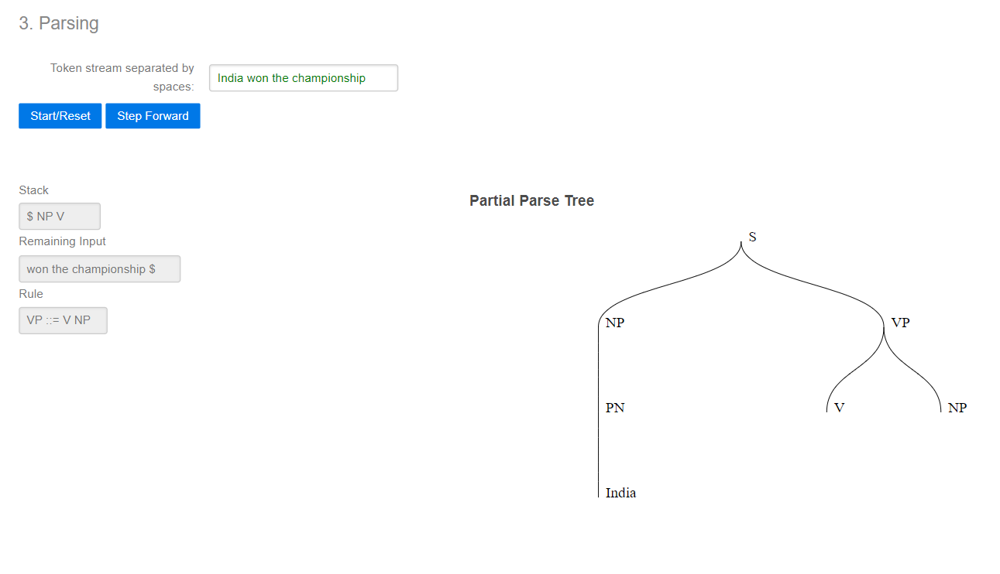 3. Parsing
Token stream separated by
spaces:
India won the championship
Start/Reset
Step Forward
Stack
$ NP V
Remaining Input
won the championship $
Rule
VP ::= V NP
Partial Parse Tree
S
NP
VP
PN
V
NP
India